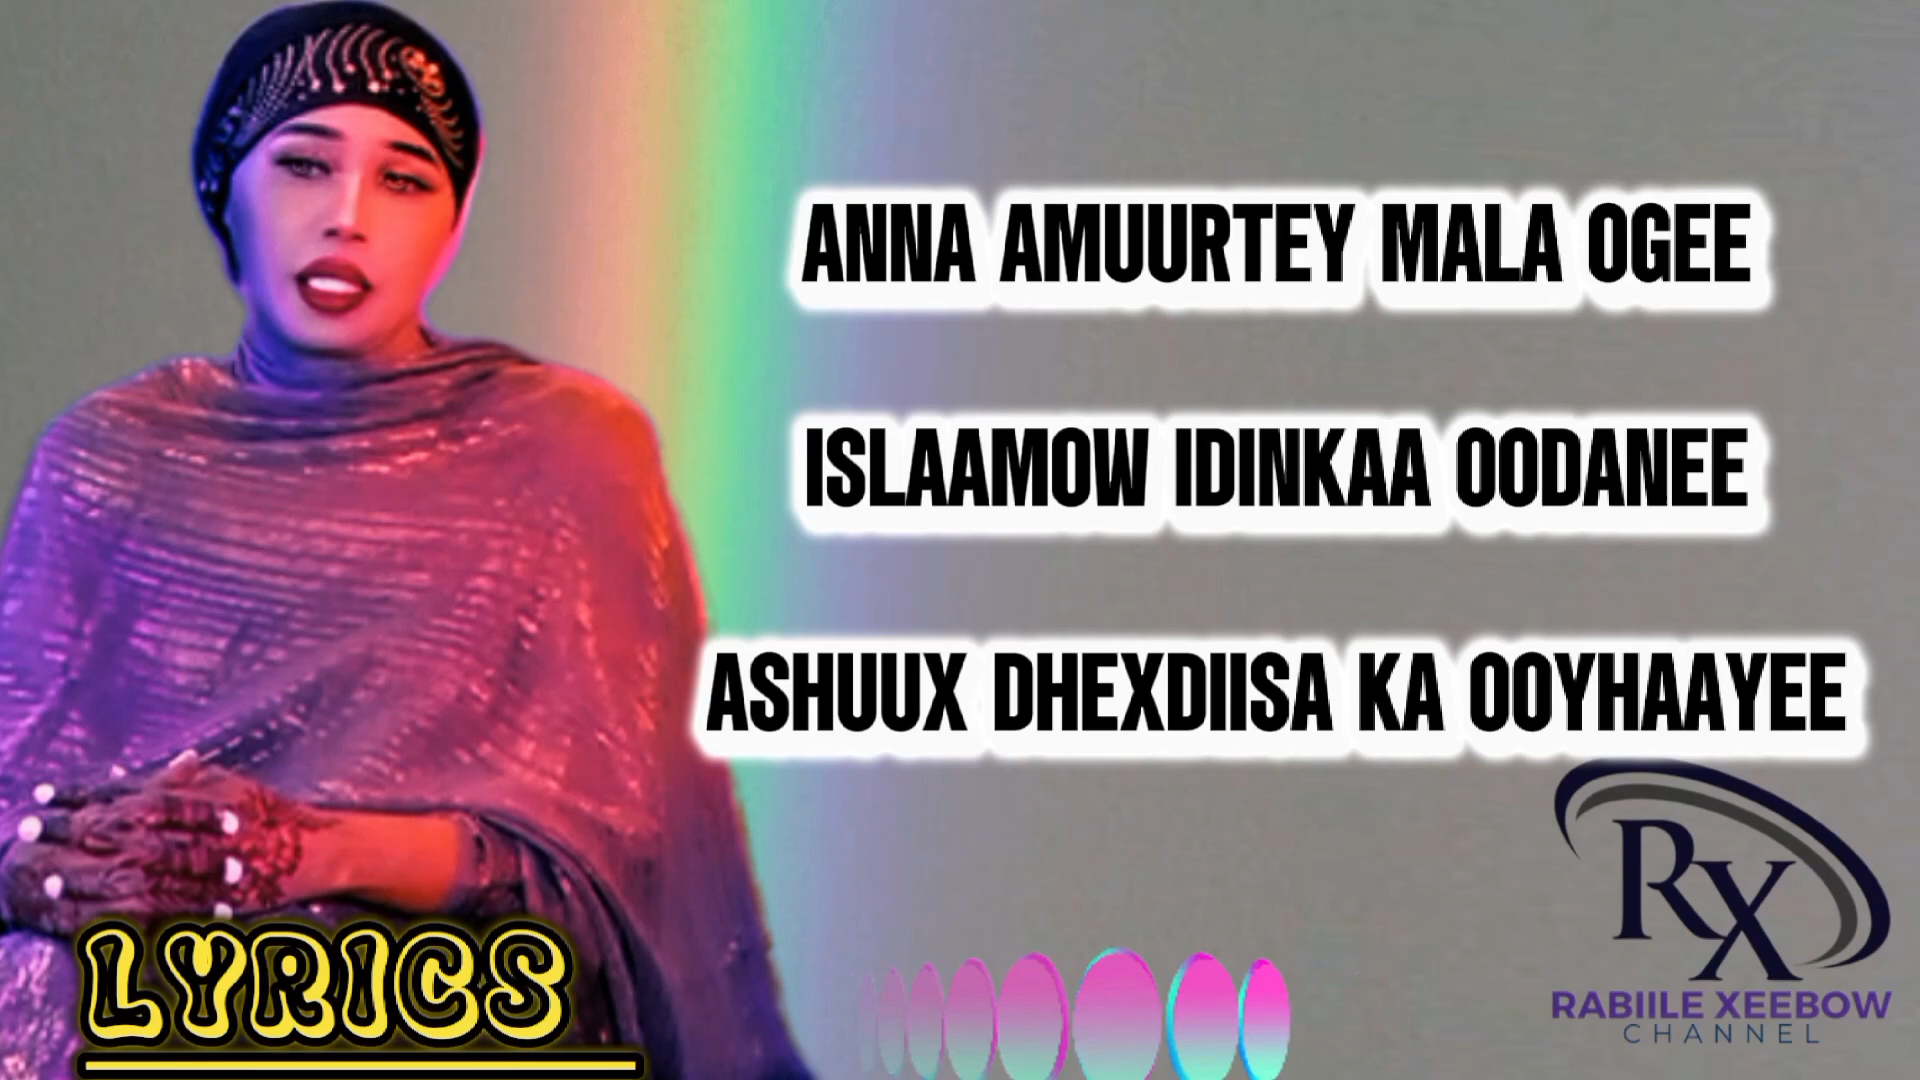 ANNA AMUURTEY MALA OGEE
ISLAAMOW IDINKAA OODANEE
ASHUUX DHEXDIISA KA OOYHAAYEE
LYRICS
RX
RABIILE XEEBOW
CHANNEL